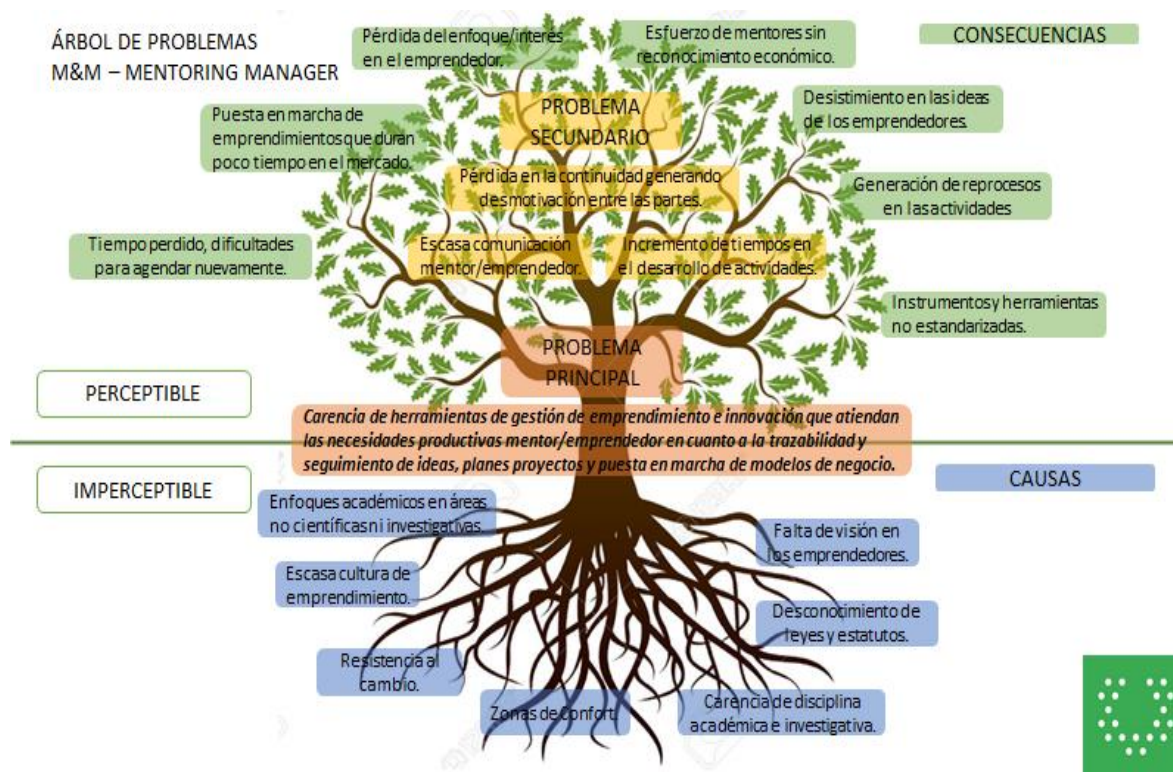 ÁRBOL DE PROBLEMAS
M&M – MENTORING MANAGER
Pérdida del enfoque/interés
en el emprendedor.
Esfuerzo de mentores sin
reconocimiento económico.
CONSECUENCIAS
Puesta en marcha de
emprendimientos que duran
poco tiempo en el mercado.
PROBLEMA
SECUNDARIO
Desistimiento en las ideas
de los emprendedores.
Pérdida en la continuidad generando
desmotivación entre las partes.
Generación de reprocesos
en las actividades
Tiempo perdido, dificultades
para agendar nuevamente.
Escasa comunicación
mentor/emprendedor.
Incremento de tiempos en
el desarrollo de actividades.
Instrumentos y herramientas
no estandarizadas.
PROBLEMA
PRINCIPAL
PERCEPTIBLE
Carencia de herramientas de gestión de emprendimiento e innovación que atiendan
las necesidades productivas mentor/emprendedor en cuanto a la trazabilidad y
seguimiento de ideas, planes proyectos y puesta en marcha de modelos de negocio.
IMPERCEPTIBLE
CAUSAS
Enfoques académicos en áreas
no científicas ni investigativas.
Falta de visión en
los emprendedores.
Escasa cultura de
emprendimiento.
Desconocimiento de
leyes y estatutos.
Resistencia al
cambio.
Zonas de Confort.
Carencia de disciplina
académica e investigativa.